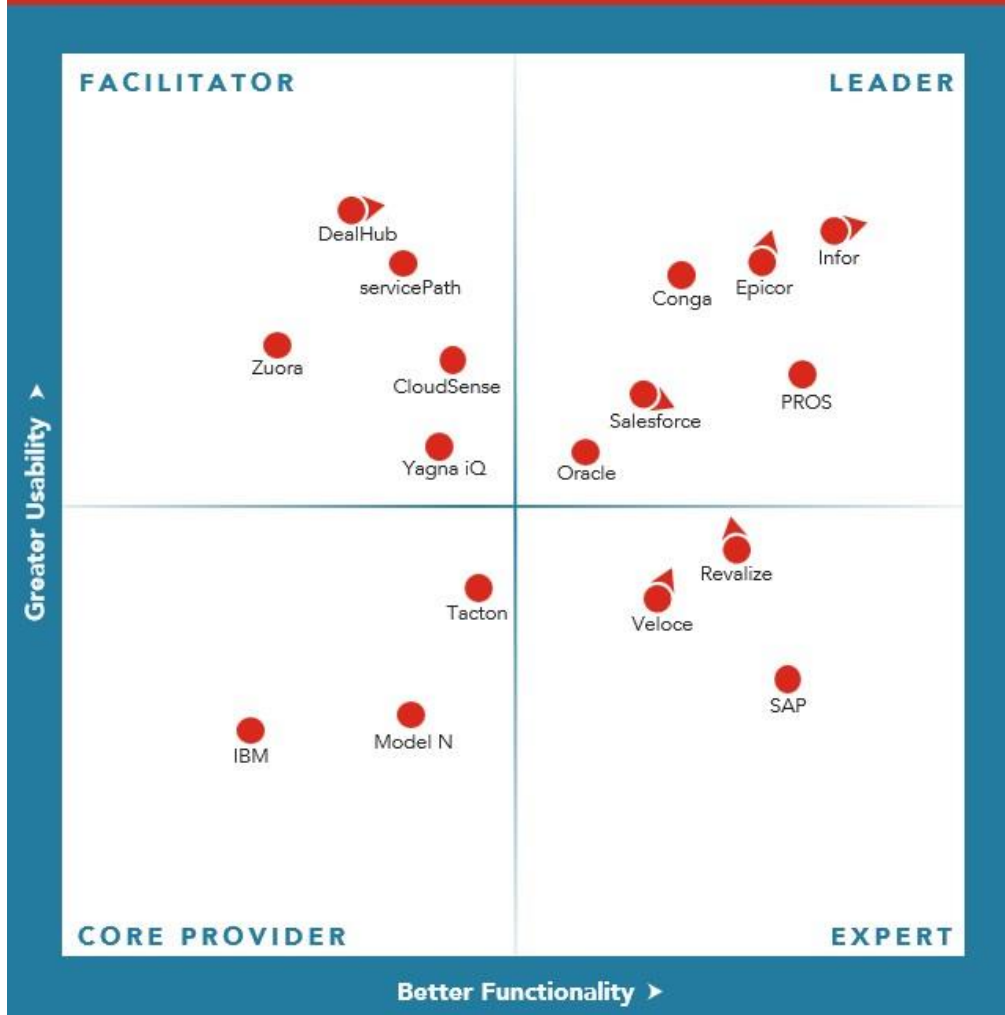 FACILITATOR
LEADER
DealHub
servicePath
Zuora
CloudSense
Yagna iQ
Infor
Epicor
Conga
PROS
Salesforce
Oracle
Greater Usability
Tacton
Model N
IBM
Revalize
Veloce
SAP
CORE PROVIDER
EXPERT
Better Functionality